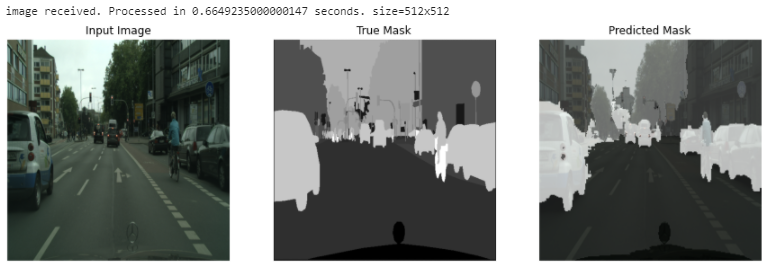 image received. Processed in 0.6649235000000147 seconds. size=512x512
Input Image
True Mask
Predicted Mask